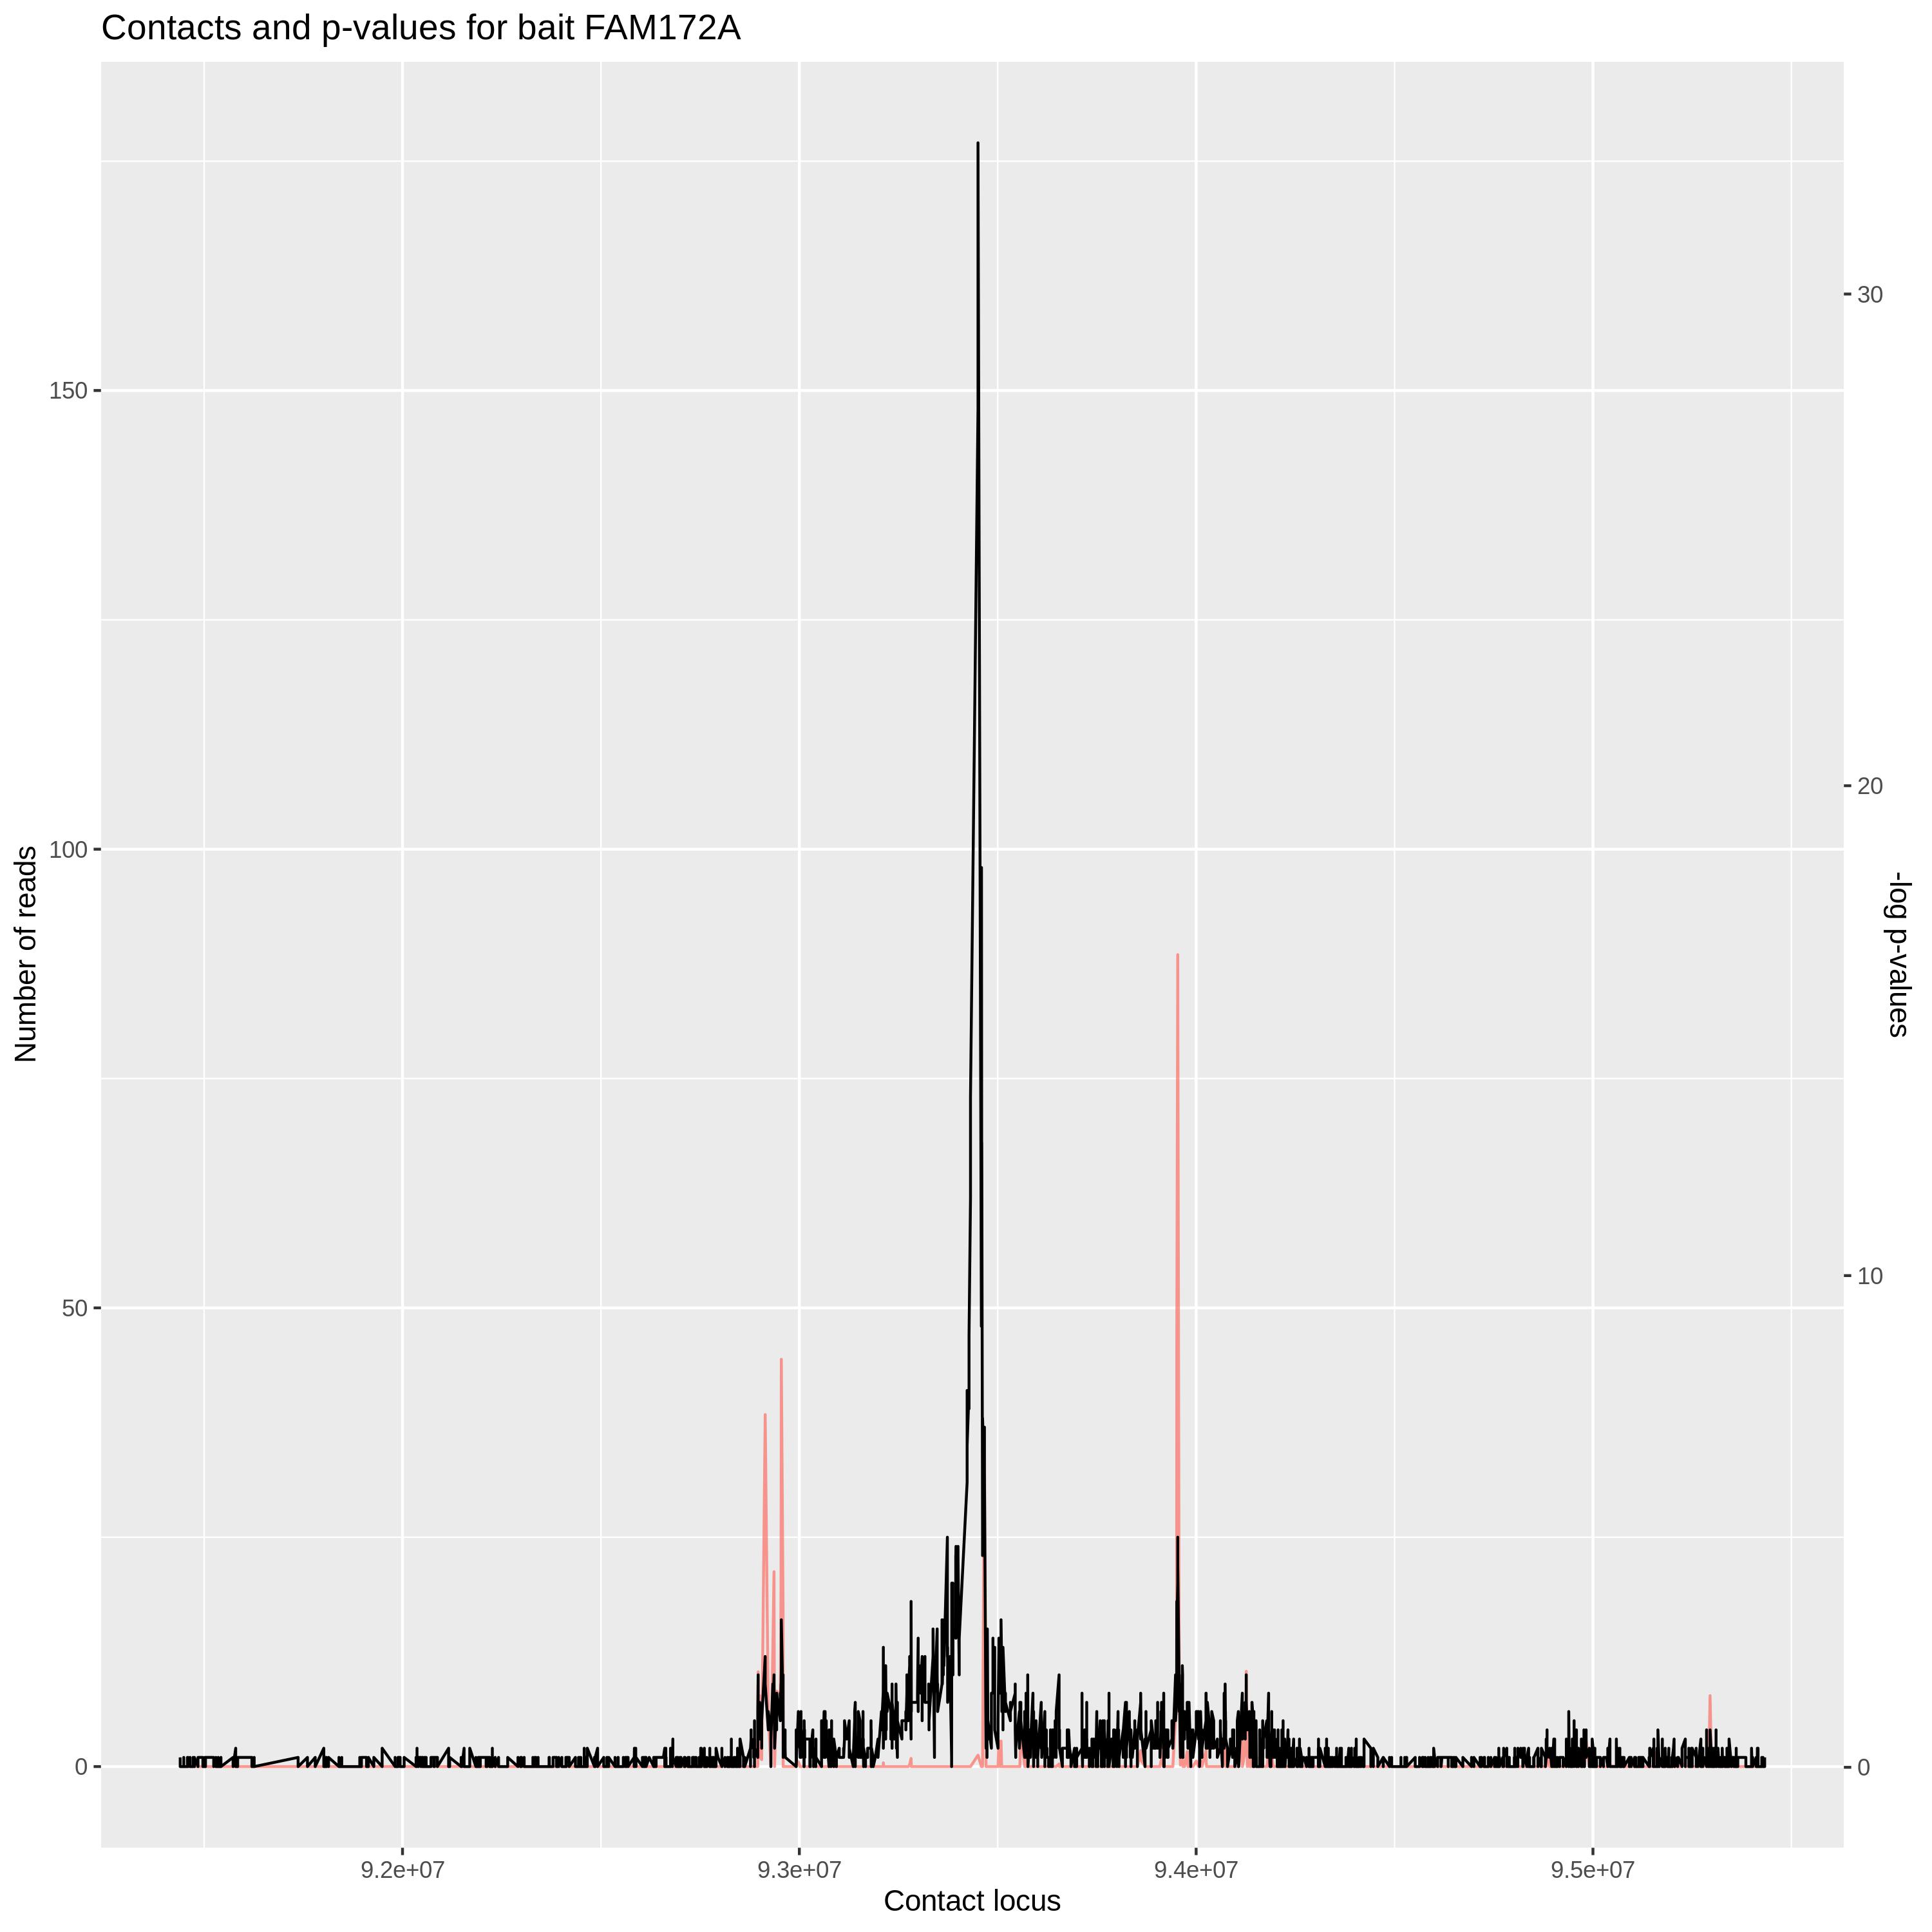 Contacts and p-values for bait FAM172A
Number of reads
150
100
50
0
30
20
10
0
-log p-values
9.2e+07
9.3e+07
9.4e+07
9.5e+07
Contact locus